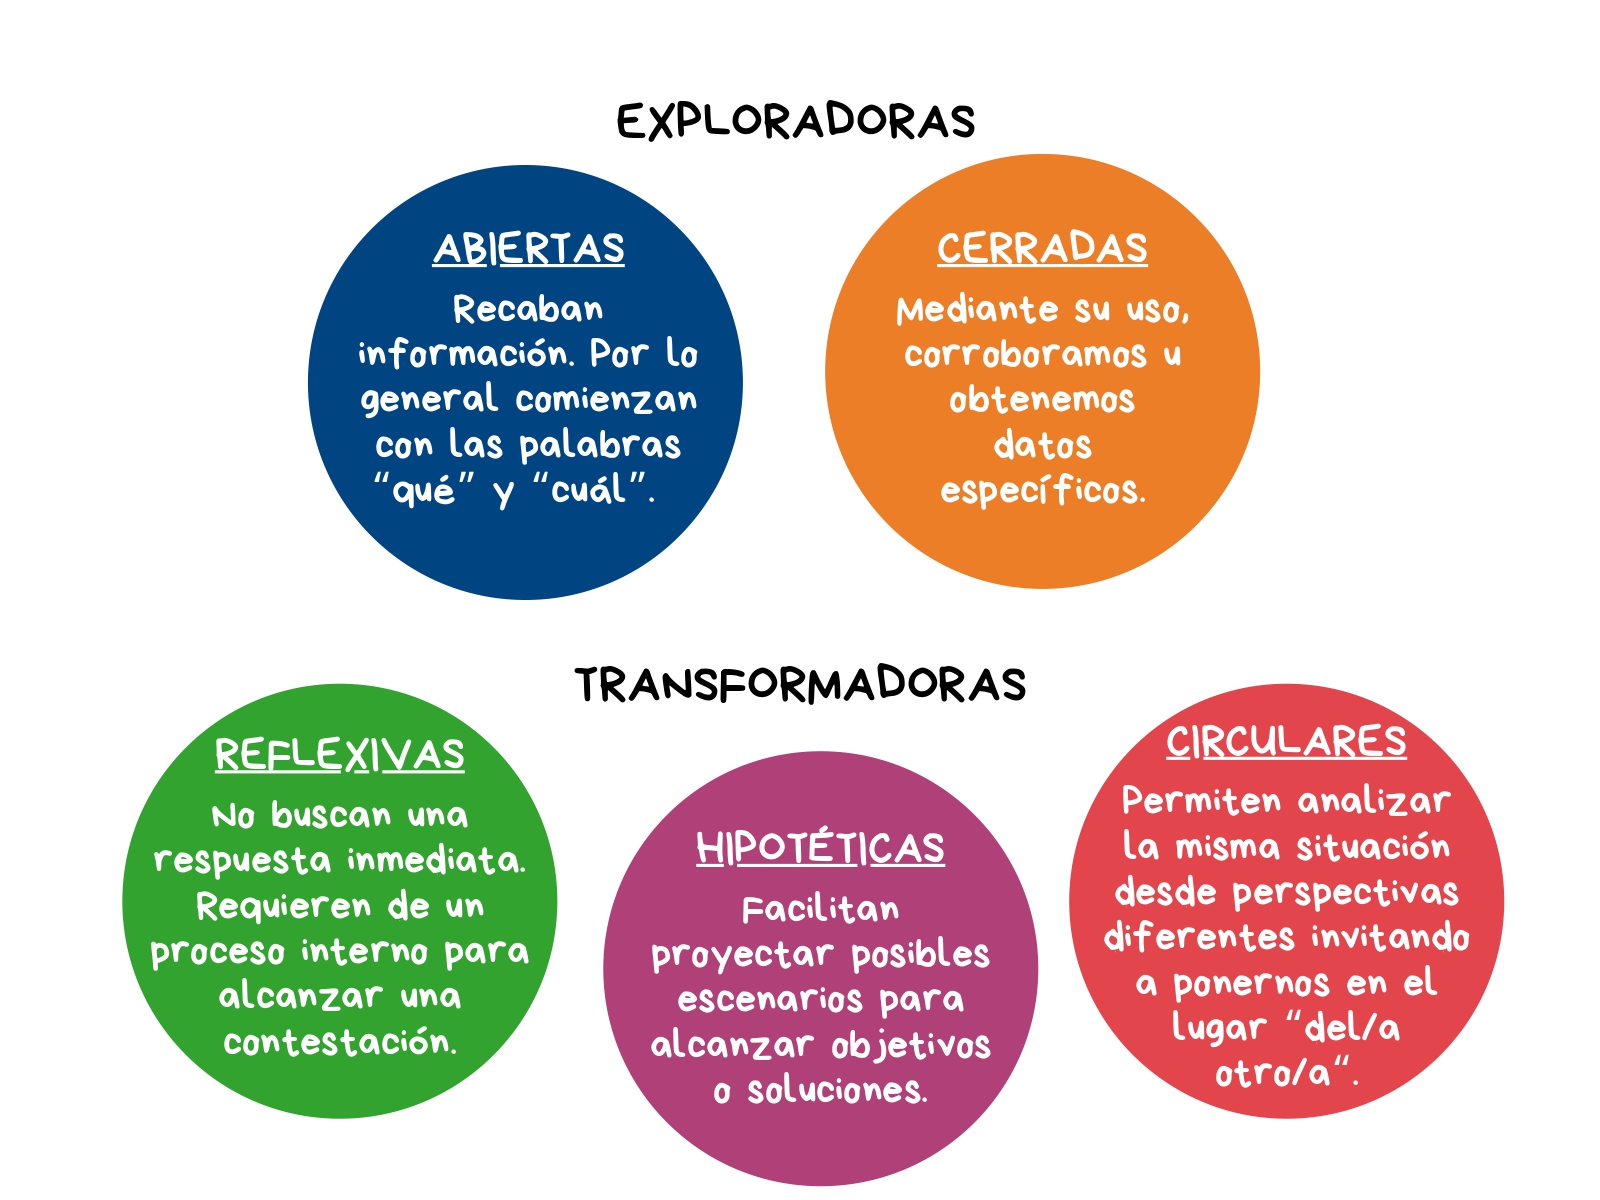 EXPLORADORAS
ABIERTAS
Recaban
información. Por lo
general comienzan
con las palabras
“qué” y “cuál”.
CERRADAS
Mediante su uso,
corroboramos u
obtenemos
datos
específicos.
TRANSFORMADORAS
REFLEXIVAS
No buscan una
respuesta inmediata.
Requieren de un
proceso interno para
alcanzar una
contestación.
HIPOTÉTICAS
Facilitan
proyectar posibles
escenarios para
alcanzar objetivos
o soluciones.
CIRCULARES
Permiten analizar
la misma situación
desde perspectivas
diferentes invitando
a ponernos en el
lugar “del/a
otro/a“.